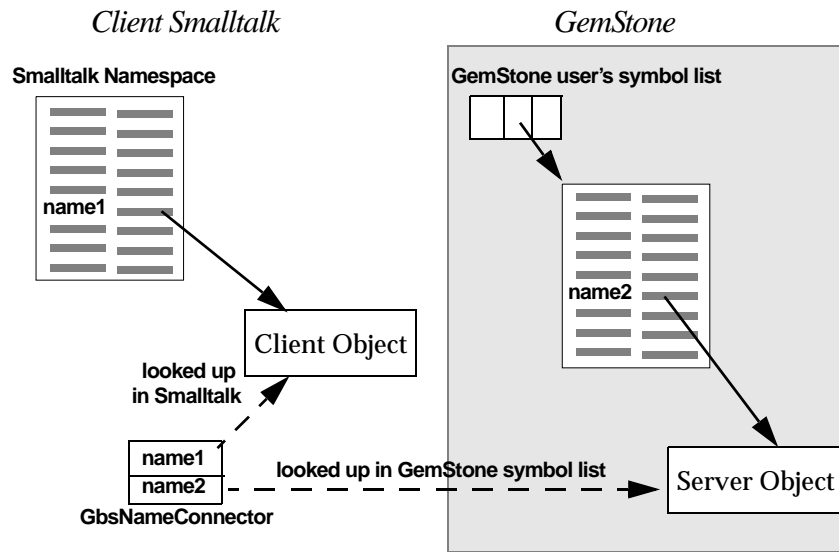 Client Smalltalk
GemStone
Smalltalk Namespace
GemStone user's symbol list
name1
name2
Client Object
looked up
in Smalltalk
name1
name2
looked up in GemStone symbol list
Server Object
GbsNameConnector